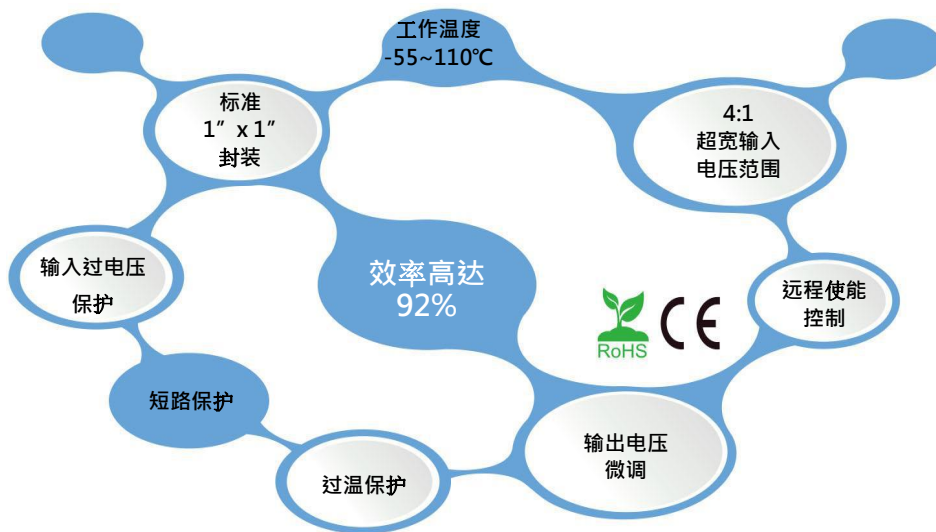 工作温度
-55~110℃
标准
1” x 1”
封装
4:1
超宽输入
电压范围
输入过电压
保护
效率高达
92%
远程使能
控制
RoHS
CE
短路保护
输出电压
微调
过温保护